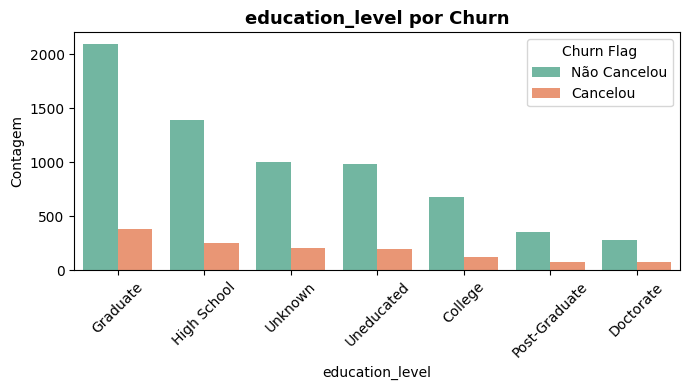 education_level por Churn
Churn Flag
Não Cancelou
Cancelou
Contagem
2000
1500
1000
500
0
Graduate
High School
Unknown
Uneducated
College
Post-Graduate
Doctorate
education_level